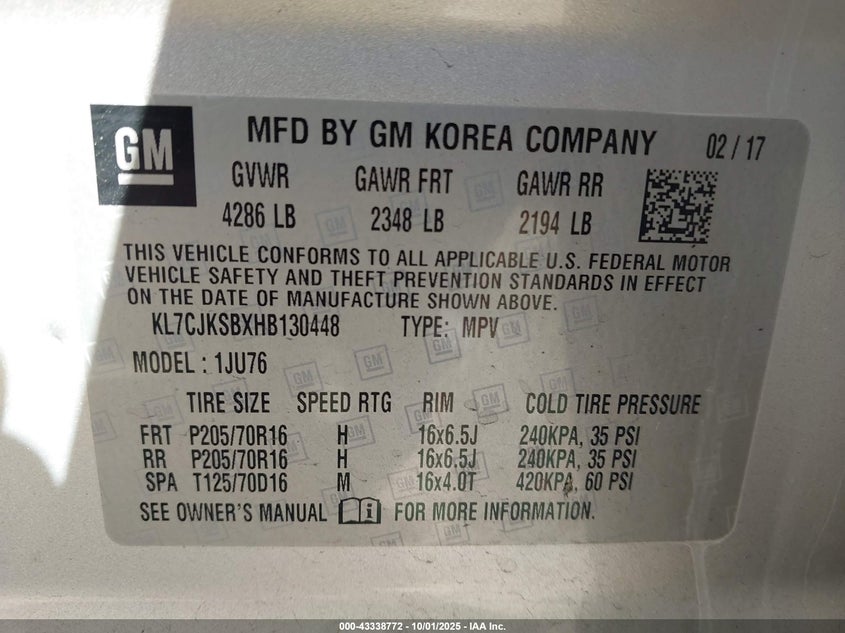 GM
MFD BY GM KOREA COMPANY 02 / 17
GVWR GAWR FRT GAWR RR
4286 LB 2348 LB 2194 LB
THIS VEHICLE CONFORMS TO ALL APPLICABLE U.S. FEDERAL MOTOR
VEHICLE SAFETY AND THEFT PREVENTION STANDARDS IN EFFECT
ON THE DATE OF MANUFACTURE SHOWN ABOVE.
KL7CJKSBXHB130448 TYPE: MPV
MODEL : 1JU76
TIRE SIZE SPEED RTG RIM COLD TIRE PRESSURE
FRT P205/70R16 H 16x6.5J 240KPA, 35 PSI
RR P205/70R16 H 16x6.5J 240KPA, 35 PSI
SPA T125/70D16 M 16x4.0T 420KPA, 60 PSI
SEE OWNER'S MANUAL i FOR MORE INFORMATION.
000-43338772 - 10/01/2025 - IAA Inc.